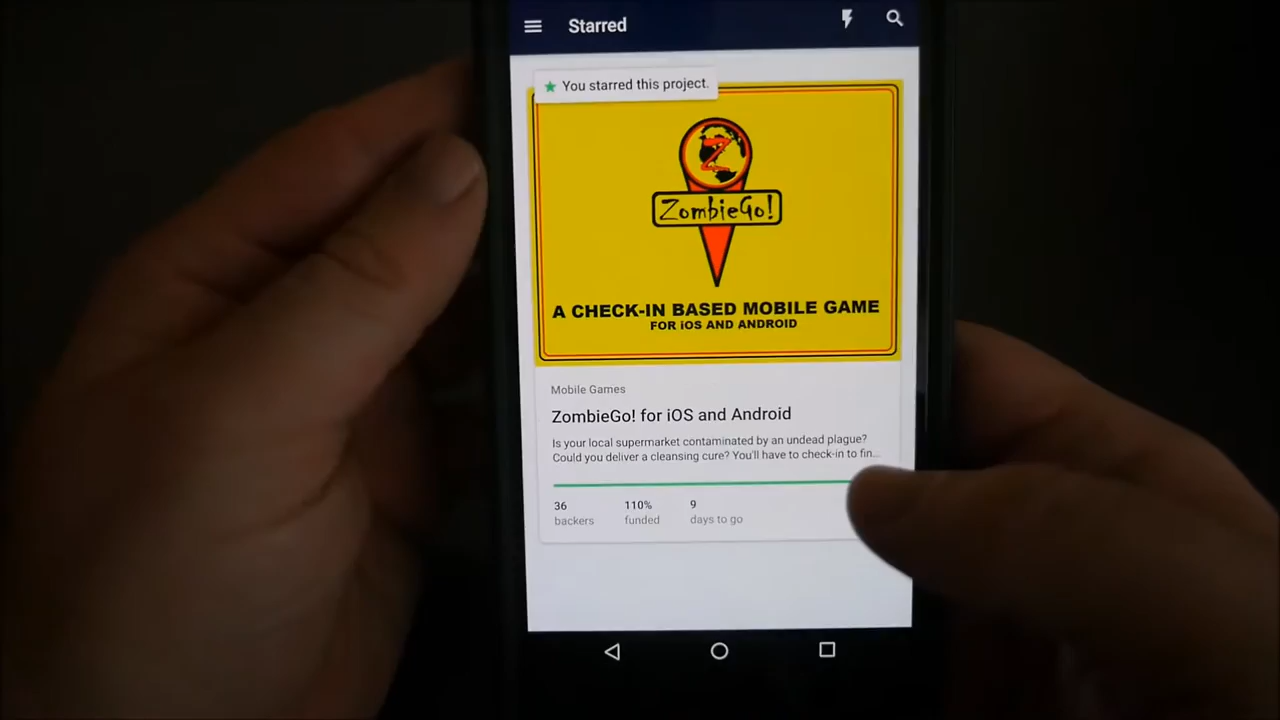 Starred
You starred this project.
Z
ZombieGo!
A CHECK-IN BASED MOBILE GAME
FOR iOS AND ANDROID
Mobile Games
ZombieGo! for iOS and Android
Is your local supermarket contaminated by an undead plague?
Could you deliver a cleansing cure? You'll have to check-in to fin...
36 110% 9
backers funded days to go